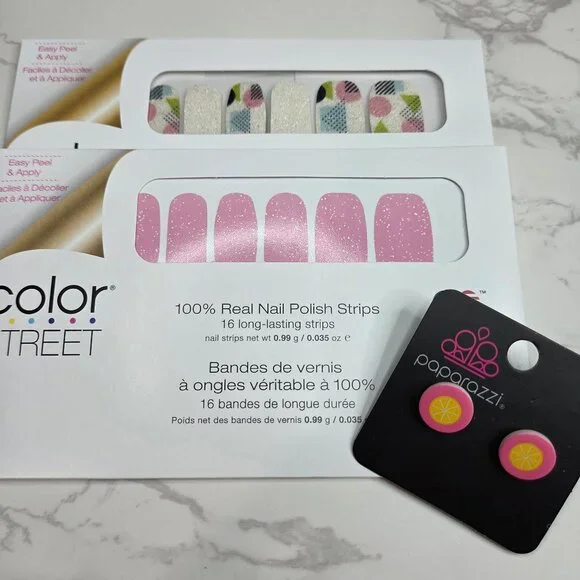 Easy Peel
& Apply
Faciles à Décoller
et à Appliquer
Easy Peel
& Apply
Faciles à Décoller
et à Appliquer
color®
STREET
™
100% Real Nail Polish Strips
16 long-lasting strips
nail strips net wt 0.99 g / 0.035 oz e
Bandes de vernis
à ongles véritable à 100%
16 bandes de longue durée
Poids net des bandes de vernis 0.99 g / 0.035
paparazzi®